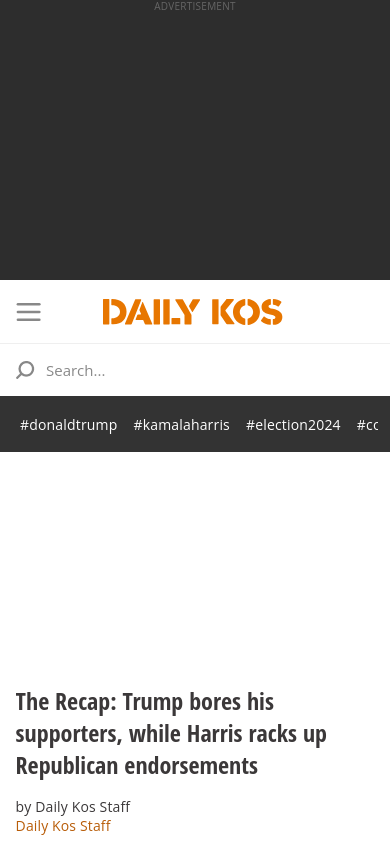 ADVERTISEMENT
DAILY KOS
Search...
#donaldtrump #kamalaharris #election2024
The Recap: Trump bores his
supporters, while Harris racks up
Republican endorsements
by Daily Kos Staff
Daily Kos Staff